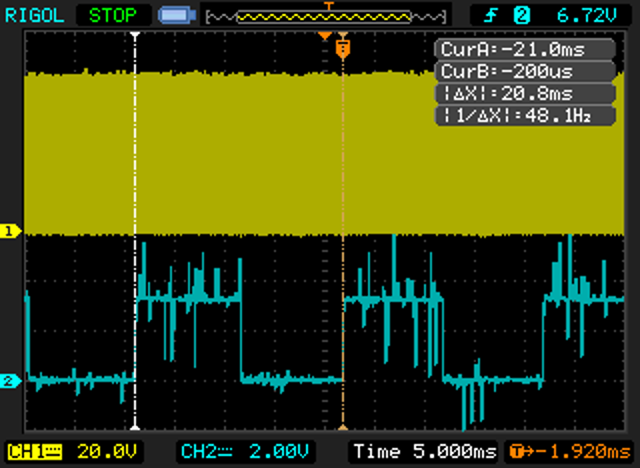 RIGOL STOP T 2 6.72V
T
CurA:-21.0ms
CurB:-200us
|ΔX|:20.8ms
|1/ΔX|:48.1Hz
1
2
CH1 20.0V CH2 2.00V Time 5.000ms T→-1.920ms